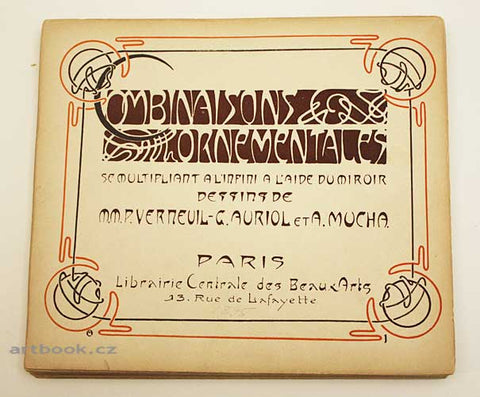 COMBINAISONS
ORNEMENTALES
SE MULTIPLIANT A L'INFINI A L'AIDE DU MIROIR
DESSINS DE
MM.P.VERNEUIL-G.AURIOL ET A.MUCHA.
PARIS
Librairie Centrale des Beaux-Arts
13. Rue de Lafayette
artbook.cz